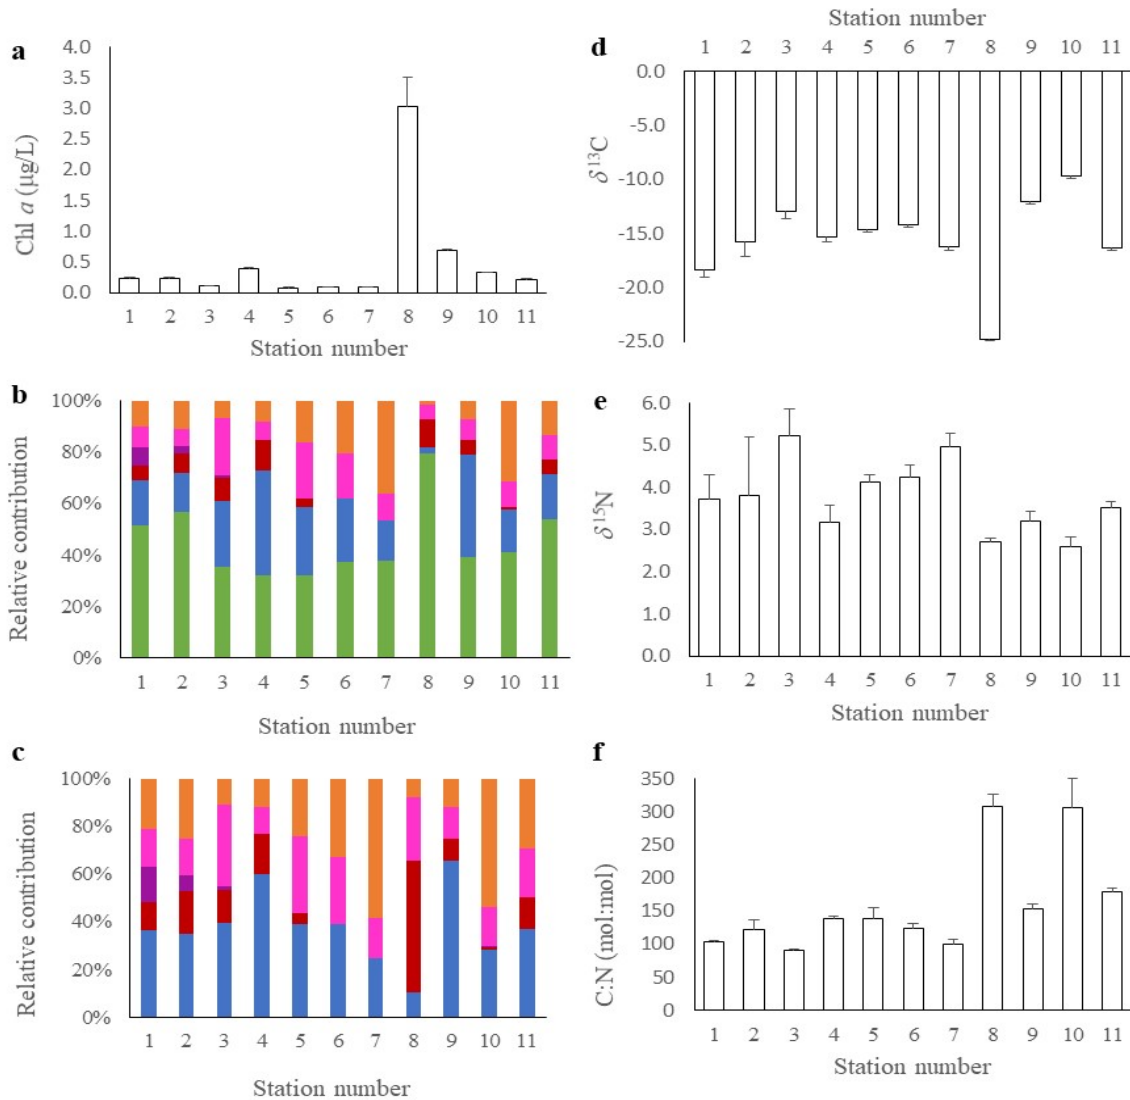 a
4.0
3.5
3.0
2.5
2.0
1.5
1.0
0.5
0.0
Chl a (µg/L)
1 2 3 4 5 6 7 8 9 10 11
Station number
b
100%
80%
60%
40%
20%
0%
Relative contribution
1 2 3 4 5 6 7 8 9 10 11
Station number
c
100%
80%
60%
40%
20%
0%
Relative contribution
1 2 3 4 5 6 7 8 9 10 11
Station number
Station number
d
1 2 3 4 5 6 7 8 9 10 11
0.0
-5.0
-10.0
-15.0
-20.0
-25.0
δ¹³C
e
6.0
5.0
4.0
3.0
2.0
1.0
0.0
δ¹⁵N
1 2 3 4 5 6 7 8 9 10 11
Station number
f
350
300
250
200
150
100
50
0
C:N (mol:mol)
1 2 3 4 5 6 7 8 9 10 11
Station number